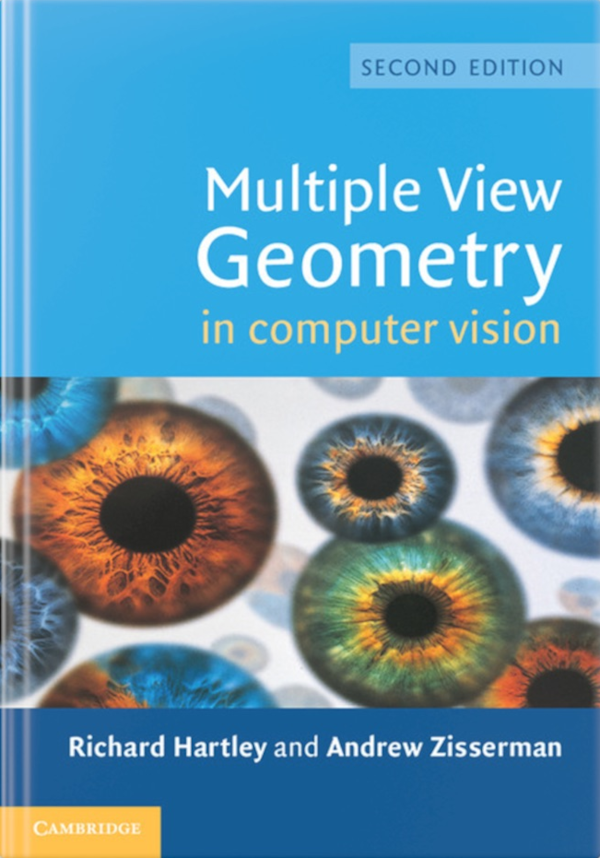 SECOND EDITION
Multiple View
Geometry
in computer vision
Richard Hartley and Andrew Zisserman
CAMBRIDGE